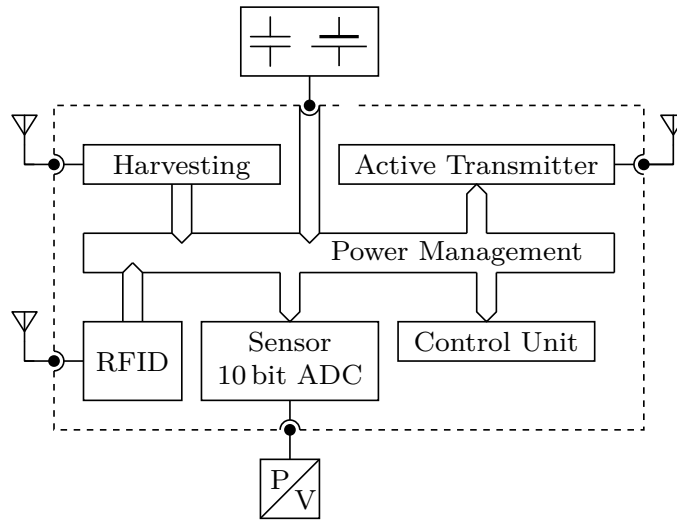 Harvesting
Active Transmitter
Power Management
RFID
Sensor
10 bit ADC
Control Unit
P
V